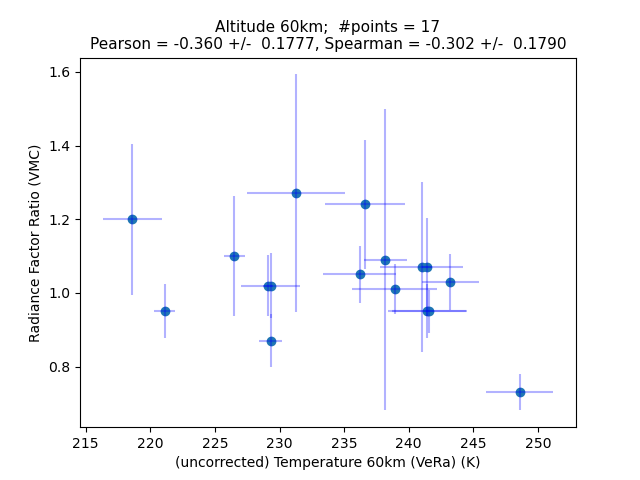 Altitude 60km;  #points = 17
Pearson = -0.360 +/-  0.1777, Spearman = -0.302 +/-  0.1790
1.6
1.4
1.2
1.0
0.8
Radiance Factor Ratio (VMC)
215 220 225 230 235 240 245 250
(uncorrected) Temperature 60km (VeRa) (K)